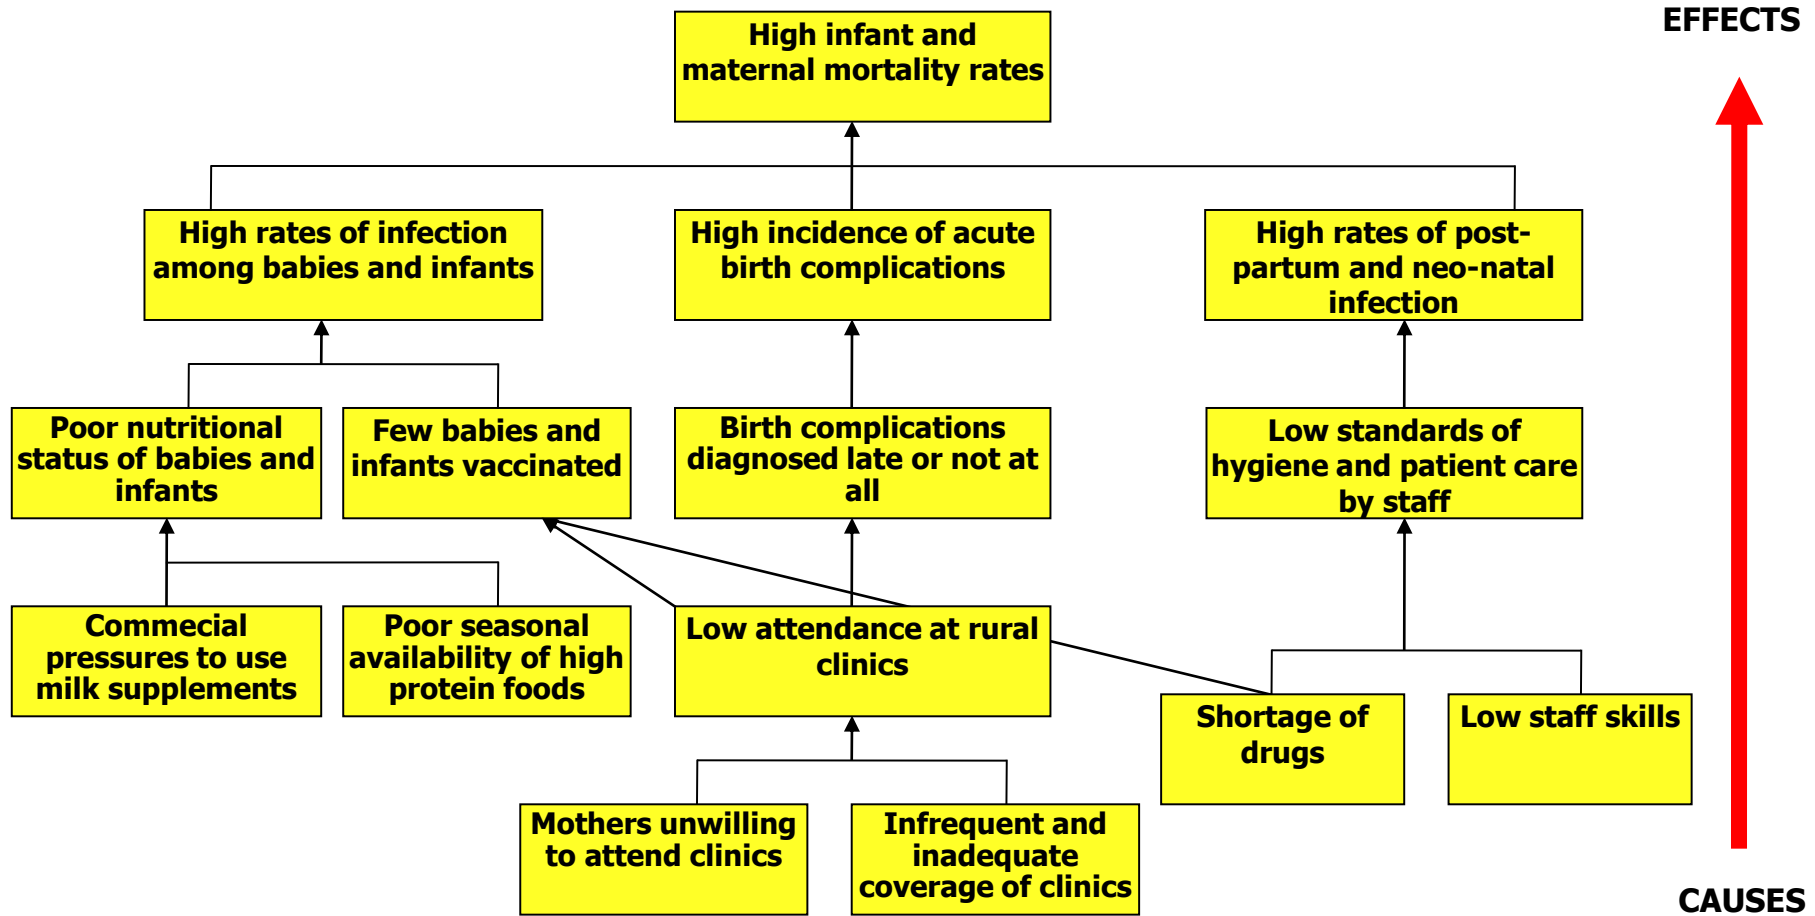 EFFECTS
High infant and
maternal mortality rates
High rates of infection
among babies and infants
High incidence of acute
birth complications
High rates of post-
partum and neo-natal
infection
Poor nutritional
status of babies and
infants
Few babies and
infants vaccinated
Birth complications
diagnosed late or not at
all
Low standards of
hygiene and patient care
by staff
Commecial
pressures to use
milk supplements
Poor seasonal
availability of high
protein foods
Low attendance at rural
clinics
Shortage of
drugs
Low staff skills
Mothers unwilling
to attend clinics
Infrequent and
inadequate
coverage of clinics
CAUSES